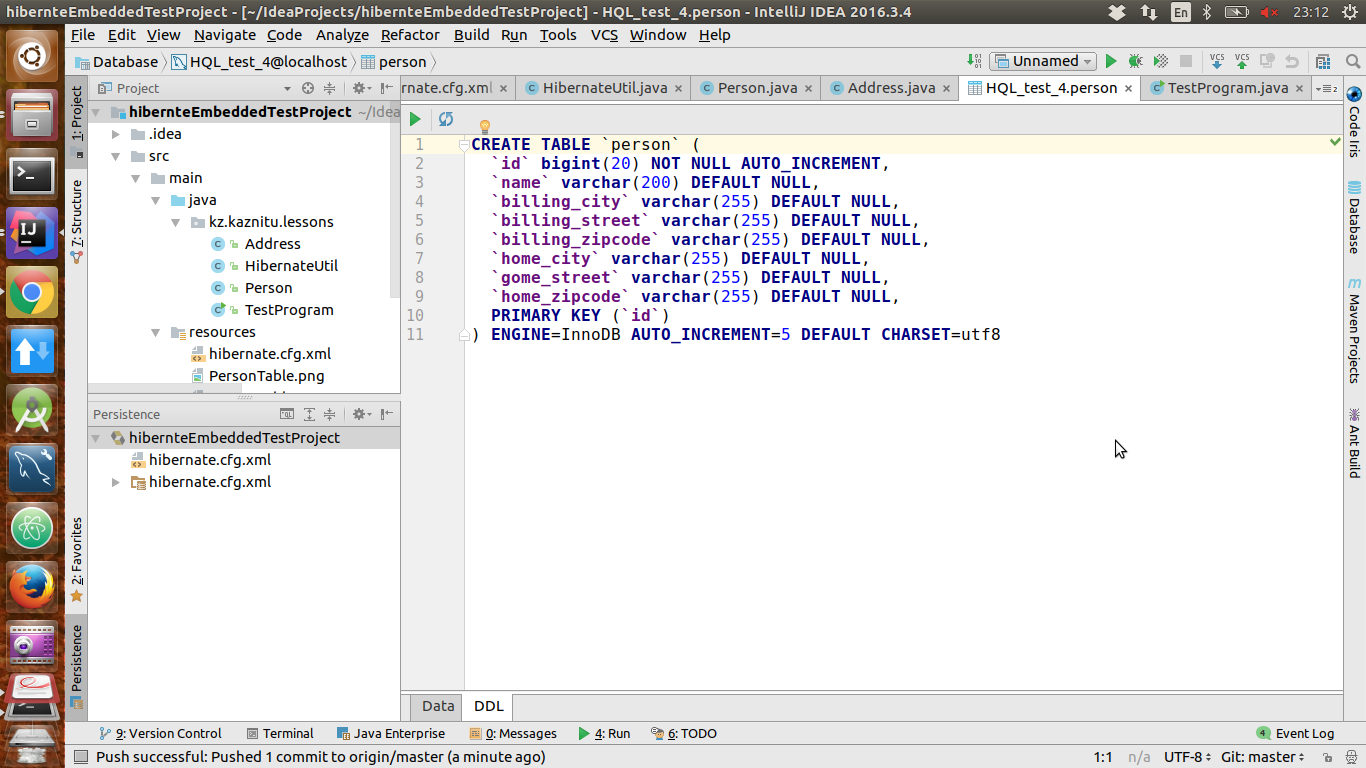 hibernteEmbeddedTestProject - [~/IdeaProjects/hibernteEmbeddedTestProject] - HQL_test_4.person - IntelliJ IDEA 2016.3.4
En
23:12
File Edit View Navigate Code Analyze Refactor Build Run Tools VCS Window Help
Database HQL_test_4@localhost person
Unnamed
VCS VCS
Project
rnate.cfg.xml HibernateUtil.java Person.java Address.java HQL_test_4.person TestProgram.java
1: Project
7: Structure
2: Favorites
Persistence
hibernteEmbeddedTestProject ~/Idea
.idea
src
main
java
kz.kaznitu.lessons
Address
HibernateUtil
Person
TestProgram
resources
hibernate.cfg.xml
PersonTable.png
Persistence
hibernteEmbeddedTestProject
hibernate.cfg.xml
hibernate.cfg.xml
1 CREATE TABLE `person` (
2 `id` bigint(20) NOT NULL AUTO_INCREMENT,
3 `name` varchar(200) DEFAULT NULL,
4 `billing_city` varchar(255) DEFAULT NULL,
5 `billing_street` varchar(255) DEFAULT NULL,
6 `billing_zipcode` varchar(255) DEFAULT NULL,
7 `home_city` varchar(255) DEFAULT NULL,
8 `gome_street` varchar(255) DEFAULT NULL,
9 `home_zipcode` varchar(255) DEFAULT NULL,
10 PRIMARY KEY (`id`)
11 ) ENGINE=InnoDB AUTO_INCREMENT=5 DEFAULT CHARSET=utf8
Code Iris
Database
Maven Projects
Ant Build
Data DDL
9: Version Control Terminal Java Enterprise 0: Messages 4: Run 6: TODO 4 Event Log
Push successful: Pushed 1 commit to origin/master (a minute ago) 1:1 n/a UTF-8 Git: master